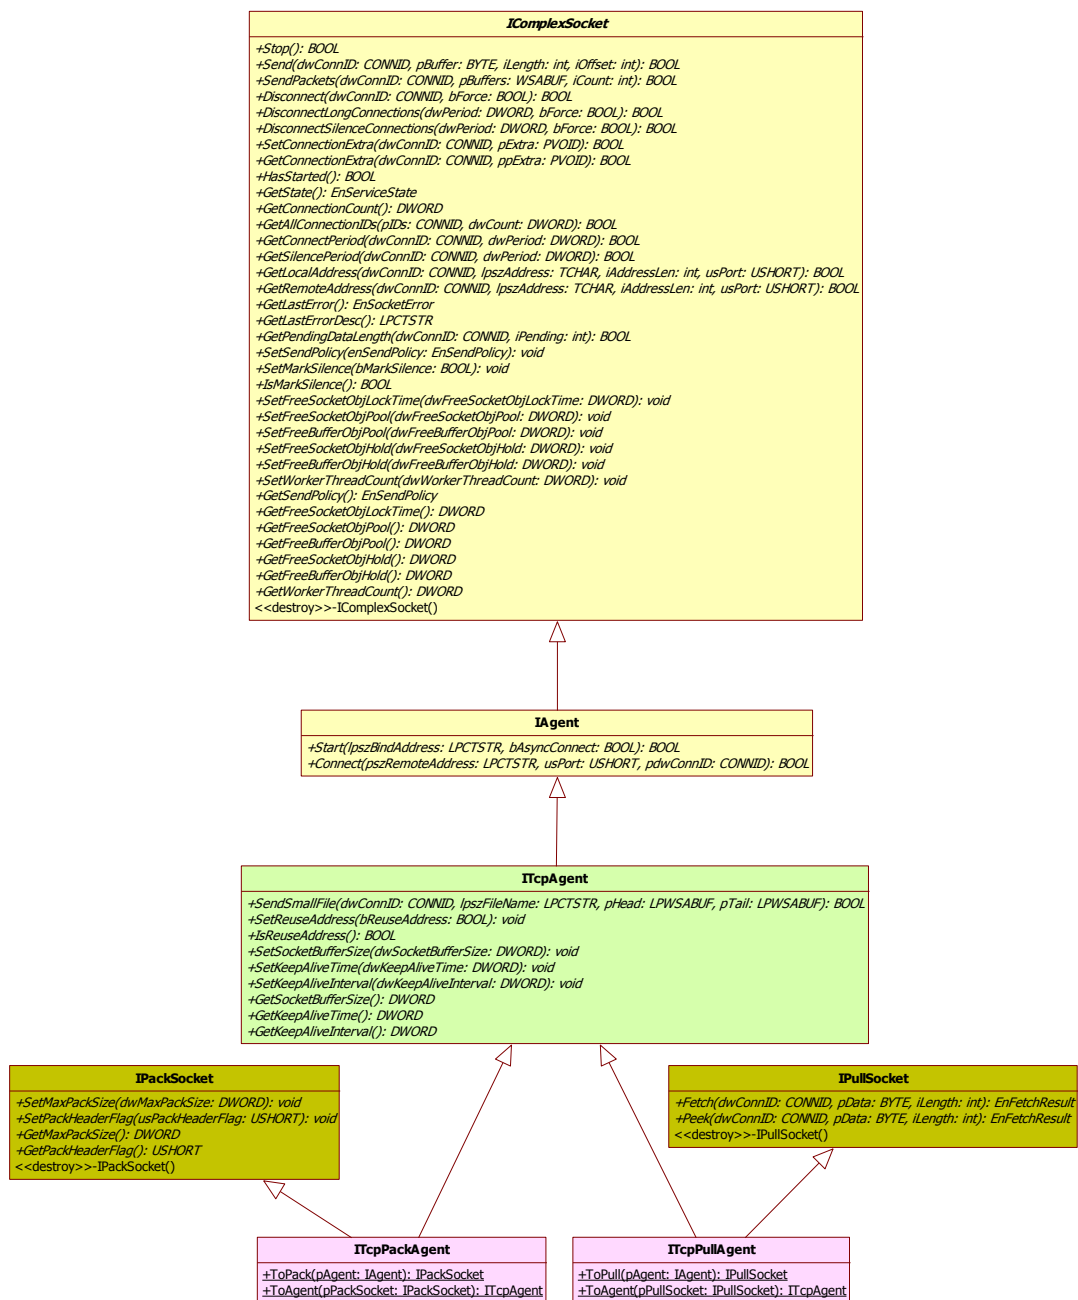 IComplexSocket
+Stop(): BOOL
+Send(dwConnID: CONNID, pBuffer: BYTE, iLength: int, iOffset: int): BOOL
+SendPackets(dwConnID: CONNID, pBuffers: WSABUF, iCount: int): BOOL
+Disconnect(dwConnID: CONNID, bForce: BOOL): BOOL
+DisconnectLongConnections(dwPeriod: DWORD, bForce: BOOL): BOOL
+DisconnectSilenceConnections(dwPeriod: DWORD, bForce: BOOL): BOOL
+SetConnectionExtra(dwConnID: CONNID, pExtra: PVOID): BOOL
+GetConnectionExtra(dwConnID: CONNID, ppExtra: PVOID): BOOL
+HasStarted(): BOOL
+GetState(): EnServiceState
+GetConnectionCount(): DWORD
+GetAllConnectionIDs(pIDs: CONNID, dwCount: DWORD): BOOL
+GetConnectPeriod(dwConnID: CONNID, dwPeriod: DWORD): BOOL
+GetSilencePeriod(dwConnID: CONNID, dwPeriod: DWORD): BOOL
+GetLocalAddress(dwConnID: CONNID, lpszAddress: TCHAR, iAddressLen: int, usPort: USHORT): BOOL
+GetRemoteAddress(dwConnID: CONNID, lpszAddress: TCHAR, iAddressLen: int, usPort: USHORT): BOOL
+GetLastError(): EnSocketError
+GetLastErrorDesc(): LPCTSTR
+GetPendingDataLength(dwConnID: CONNID, iPending: int): BOOL
+SetSendPolicy(enSendPolicy: EnSendPolicy): void
+SetMarkSilence(bMarkSilence: BOOL): void
+IsMarkSilence(): BOOL
+SetFreeSocketObjLockTime(dwFreeSocketObjLockTime: DWORD): void
+SetFreeSocketObjPool(dwFreeSocketObjPool: DWORD): void
+SetFreeBufferObjPool(dwFreeBufferObjPool: DWORD): void
+SetFreeSocketObjHold(dwFreeSocketObjHold: DWORD): void
+SetFreeBufferObjHold(dwFreeBufferObjHold: DWORD): void
+SetWorkerThreadCount(dwWorkerThreadCount: DWORD): void
+GetSendPolicy(): EnSendPolicy
+GetFreeSocketObjLockTime(): DWORD
+GetFreeSocketObjPool(): DWORD
+GetFreeBufferObjPool(): DWORD
+GetFreeSocketObjHold(): DWORD
+GetFreeBufferObjHold(): DWORD
+GetWorkerThreadCount(): DWORD
<<destroy>>-IComplexSocket()
IAgent
+Start(lpszBindAddress: LPCTSTR, bAsyncConnect: BOOL): BOOL
+Connect(pszRemoteAddress: LPCTSTR, usPort: USHORT, pdwConnID: CONNID): BOOL
ITcpAgent
+SendSmallFile(dwConnID: CONNID, lpszFileName: LPCTSTR, pHead: LPWSABUF, pTail: LPWSABUF): BOOL
+SetReuseAddress(bReuseAddress: BOOL): void
+IsReuseAddress(): BOOL
+SetSocketBufferSize(dwSocketBufferSize: DWORD): void
+SetKeepAliveTime(dwKeepAliveTime: DWORD): void
+SetKeepAliveInterval(dwKeepAliveInterval: DWORD): void
+GetSocketBufferSize(): DWORD
+GetKeepAliveTime(): DWORD
+GetKeepAliveInterval(): DWORD
IPackSocket
+SetMaxPackSize(dwMaxPackSize: DWORD): void
+SetPackHeaderFlag(usPackHeaderFlag: USHORT): void
+GetMaxPackSize(): DWORD
+GetPackHeaderFlag(): USHORT
<<destroy>>-IPackSocket()
IPullSocket
+Fetch(dwConnID: CONNID, pData: BYTE, iLength: int): EnFetchResult
+Peek(dwConnID: CONNID, pData: BYTE, iLength: int): EnFetchResult
<<destroy>>-IPullSocket()
ITcpPackAgent
+ToPack(pAgent: IAgent): IPackSocket
+ToAgent(pPackSocket: IPackSocket): ITcpAgent
ITcpPullAgent
+ToPull(pAgent: IAgent): IPullSocket
+ToAgent(pPullSocket: IPullSocket): ITcpAgent